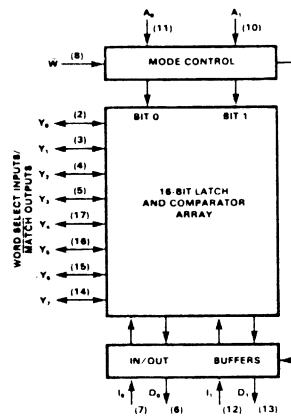 A₀ A₁
(11) (10)
W (8) MODE CONTROL
BIT 0 BIT 1
Y₀ (2)
Y₁ (3)
Y₂ (4)
Y₃ (5)
Y₄ (17)
Y₅ (16)
Y₆ (15)
Y₇ (14)
WORD SELECT INPUTS/
MATCH OUTPUTS
16-BIT LATCH
AND COMPARATOR
ARRAY
IN/OUT BUFFERS
I₀ D₀ I₁ D₁
(7) (6) (12) (13)